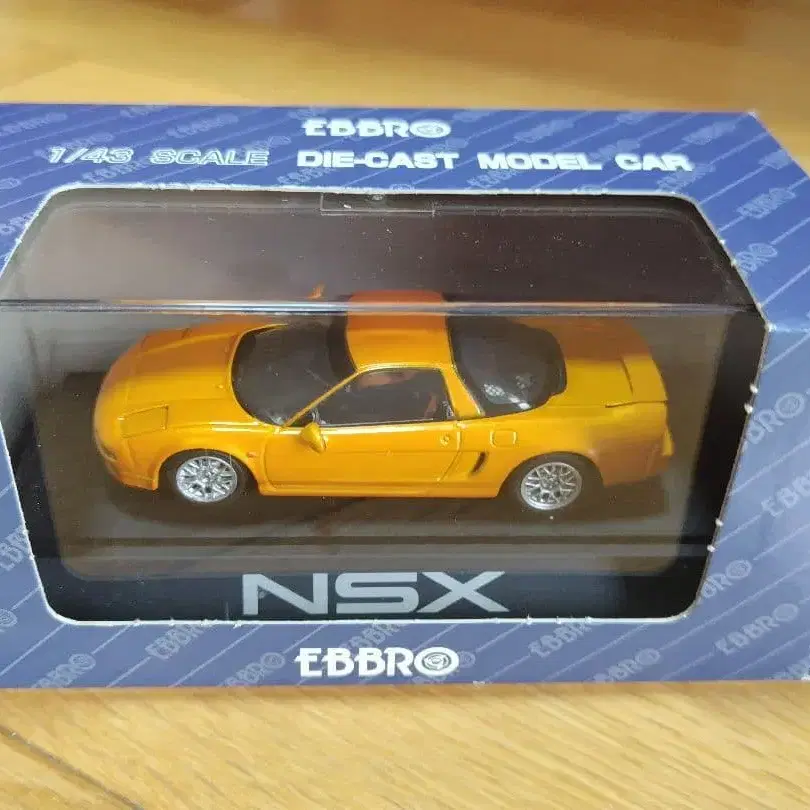 EBBRO
1/43 SCALE DIE-CAST MODEL CAR
NSX
EBBRO